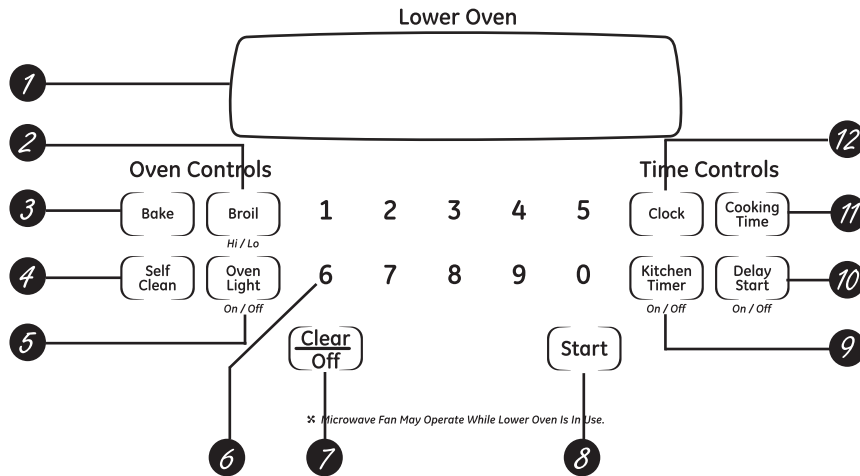 Lower Oven
1
2
12
Oven Controls
Time Controls
3
Bake
Broil
Hi / Lo
1 2 3 4 5
Clock
Cooking
Time
11
4
Self
Clean
Oven
Light
On / Off
6 7 8 9 0
Kitchen
Timer
On / Off
Delay
Start
On / Off
10
5
9
Clear
Off
Start
Microwave Fan May Operate While Lower Oven Is In Use.
6
7
8